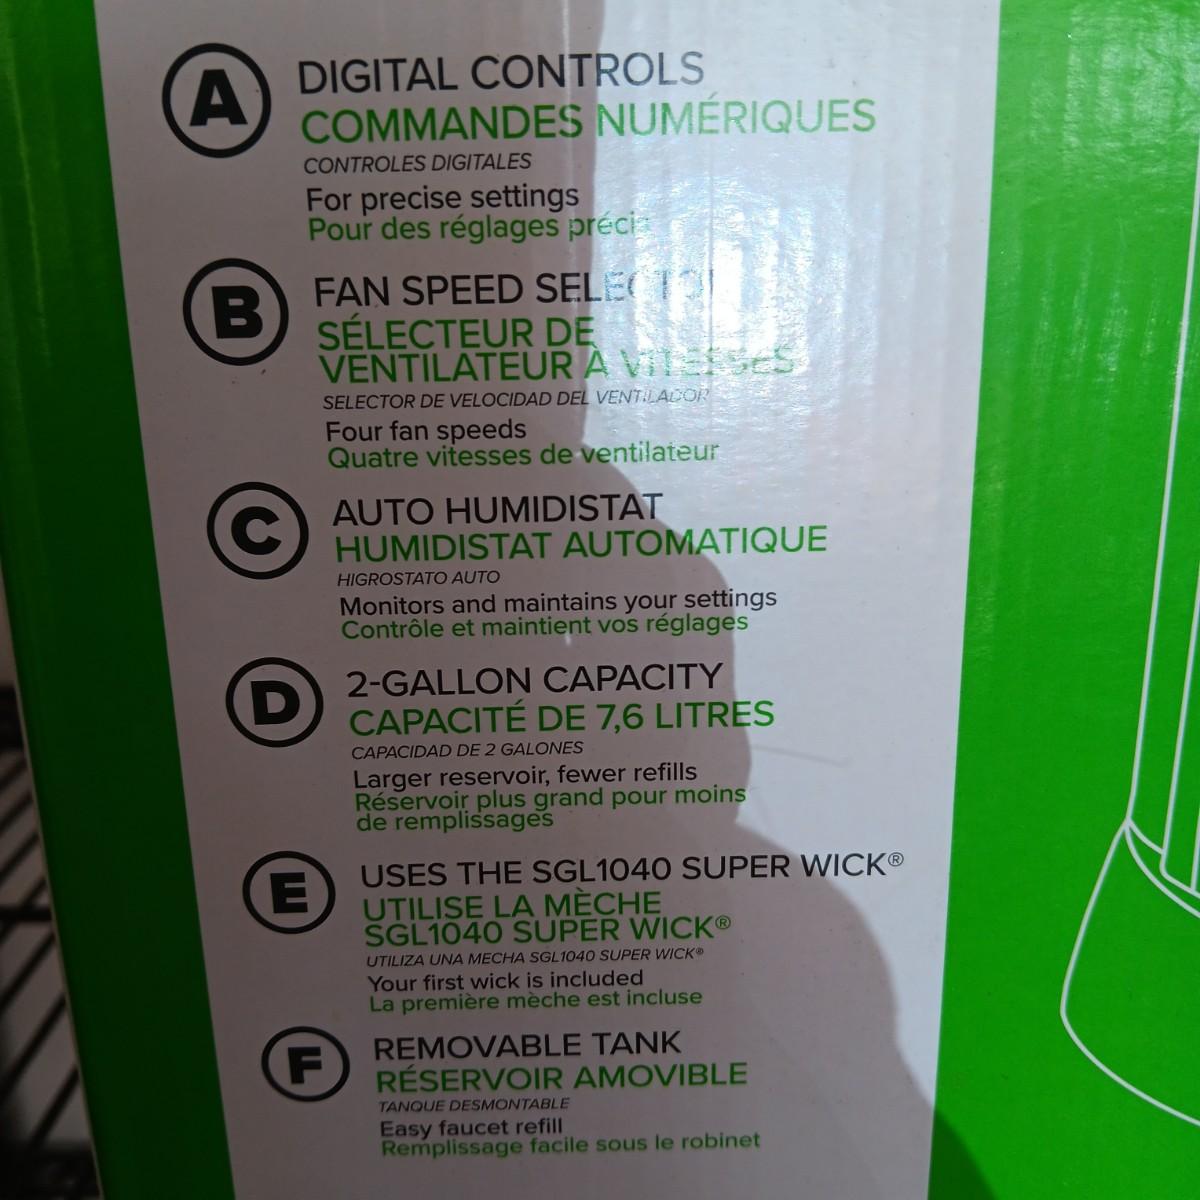 A
DIGITAL CONTROLS
COMMANDES NUMÉRIQUES
CONTROLES DIGITALES
For precise settings
Pour des réglages
B
FAN SPEED SELECTOR
SÉLECTEUR DE
VENTILATEUR À VITESSES
SELECTOR DE VELOCIDAD DEL VENTILADOR
Four fan speeds
Quatre vitesses de ventilateur
C
AUTO HUMIDISTAT
HUMIDISTAT AUTOMATIQUE
HIGROSTATO AUTO
Monitors and maintains your settings
Contrôle et maintient vos réglages
D
2-GALLON CAPACITY
CAPACITÉ DE 7,6 LITRES
CAPACIDAD DE 2 GALONES
Larger reservoir, fewer refills
Réservoir plus grand pour moins
de remplissages
E
USES THE SGL1040 SUPER WICK®
UTILISE LA MÈCHE
SGL1040 SUPER WICK®
UTILIZA UNA MECHA SGL1040 SUPER WICK®
Your first wick is included
La première mèche est incluse
F
REMOVABLE TANK
RÉSERVOIR AMOVIBLE
TANQUE DESMONTABLE
Easy faucet refill
Remplissage facile sous le robinet